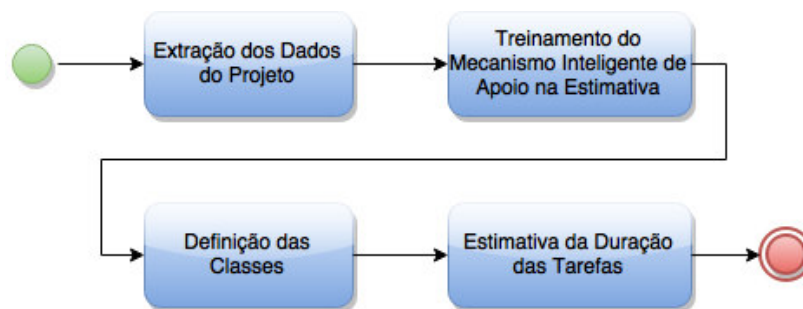 Extração dos Dados
do Projeto
Treinamento do
Mecanismo Inteligente de
Apoio na Estimativa
Definição das
Classes
Estimativa da Duração
das Tarefas